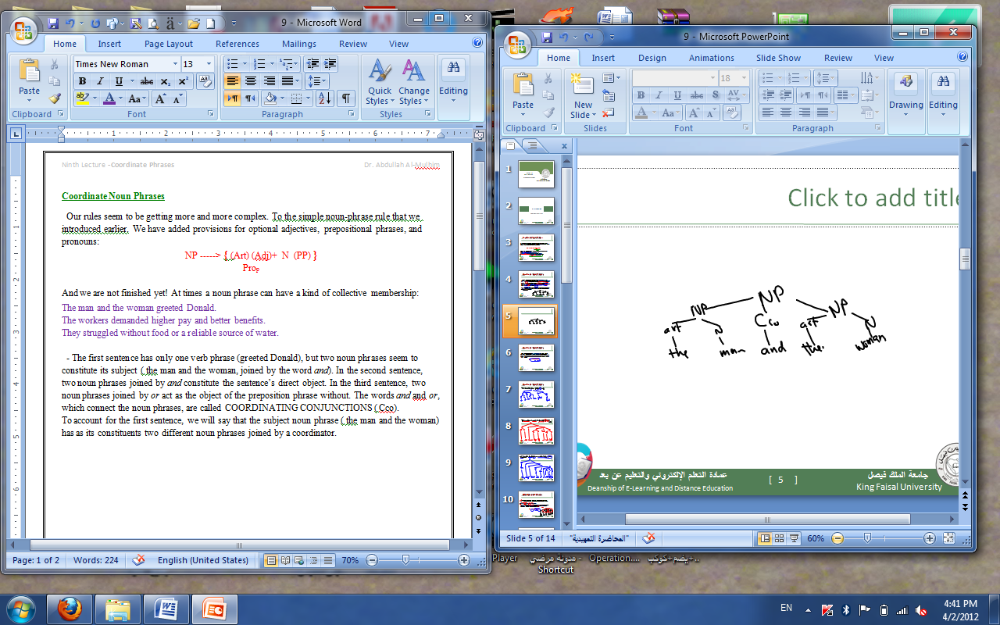 9 - Microsoft Word
Home Insert Page Layout References Mailings Review View
Times New Roman 13
Paste
Quick Styles Change Styles Editing
Clipboard Font Paragraph Styles
1 2 3 4 5 6 7
Ninth Lecture -Coordinate Phrases Dr. Abdullah Al-Mulhim
Coordinate Noun Phrases
Our rules seem to be getting more and more complex. To the simple noun-phrase rule that we
introduced earlier. We have added provisions for optional adjectives, prepositional phrases, and
pronouns:
NP -----> { (Art) (Adj)+ N (PP) }
Prop
And we are not finished yet! At times a noun phrase can have a kind of collective membership:
The man and the woman greeted Donald.
The workers demanded higher pay and better benefits.
They struggled without food or a reliable source of water.
- The first sentence has only one verb phrase (greeted Donald), but two noun phrases seem to
constitute its subject ( the man and the woman, joined by the word and). In the second sentence,
two noun phrases joined by and constitute the sentence's direct object. In the third sentence, two
noun phrases joined by or act as the object of the preposition phrase without. The words and and or,
which connect the noun phrases, are called COORDINATING CONJUNCTIONS ( Cco).
To account for the first sentence, we will say that the subject noun phrase ( the man and the woman)
has as its constituents two different noun phrases joined by a coordinator.
Page: 1 of 2 Words: 224 English (United States) 70%
9 - Microsoft PowerPoint
Home Insert Design Animations Slide Show Review View
18
Paste New Slide Drawing Editing
Clipboard Slides Font Paragraph
1
2
3
4
5
6
7
8
9
10
Click to add title
NP
NP NP
art N Cco art N
the man and the woman
عمادة التعلم الإلكتروني والتعليم عن بعد [ 5 ] جامعة الملك فيصل
Deanship of E-Learning and Distance Education King Faisal University
Slide 5 of 14 "المحاضرة التمهيدية" 60%
Player مدونة مرضي - Operation.... يضم+كوكب+..
Shortcut
EN 4:41 PM
4/2/2012